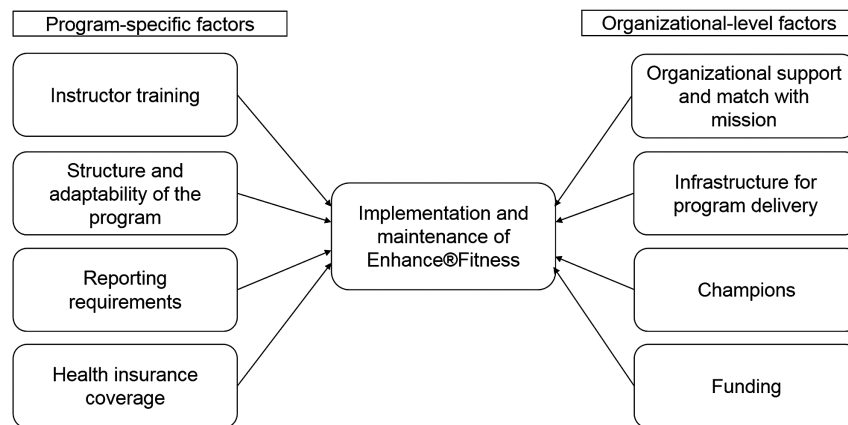 Program-specific factors
Organizational-level factors
Instructor training
Structure and
adaptability of the
program
Reporting
requirements
Health insurance
coverage
Implementation and
maintenance of
Enhance®Fitness
Organizational support
and match with
mission
Infrastructure for
program delivery
Champions
Funding